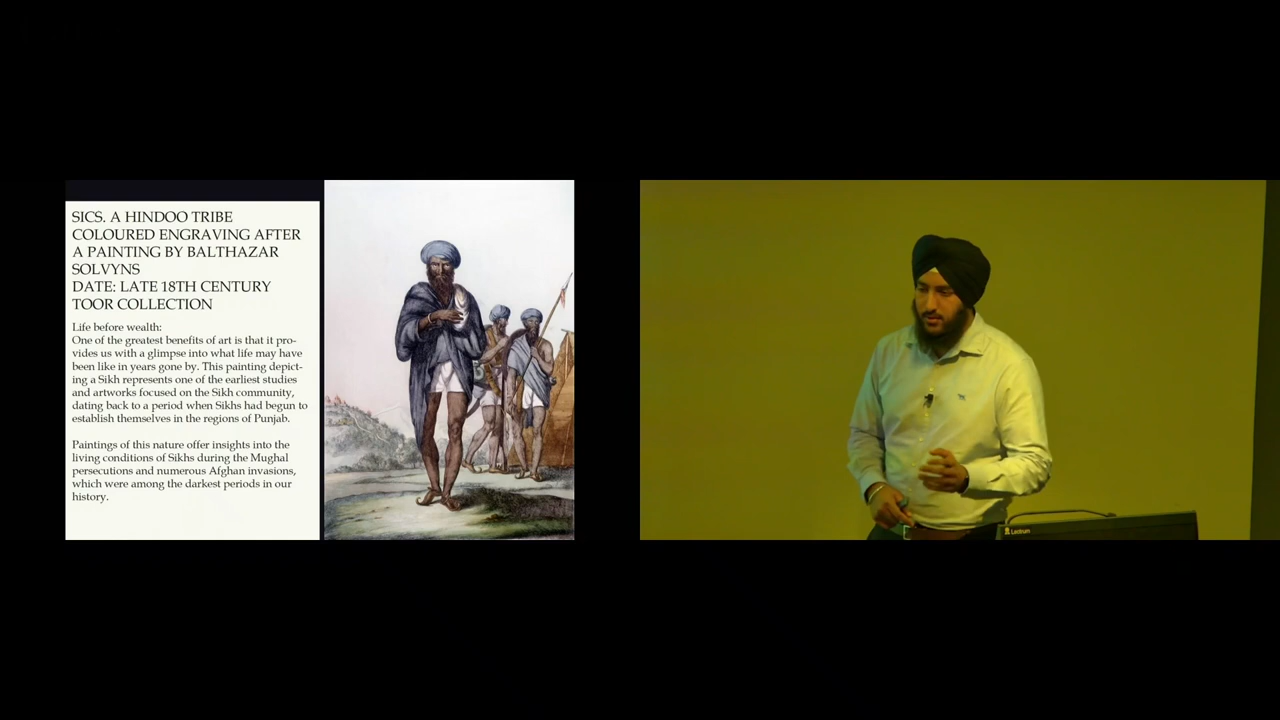 SICS. A HINDOO TRIBE
COLOURED ENGRAVING AFTER
A PAINTING BY BALTHAZAR
SOLVYNS
DATE: LATE 18TH CENTURY
TOOR COLLECTION
Life before wealth:
One of the greatest benefits of art is that it pro-
vides us with a glimpse into what life may have
been like in years gone by. This painting depict-
ing a Sikh represents one of the earliest studies
and artworks focused on the Sikh community,
dating back to a period when Sikhs had begun to
establish themselves in the regions of Punjab.
Paintings of this nature offer insights into the
living conditions of Sikhs during the Mughal
persecutions and numerous Afghan invasions,
which were among the darkest periods in our
history.